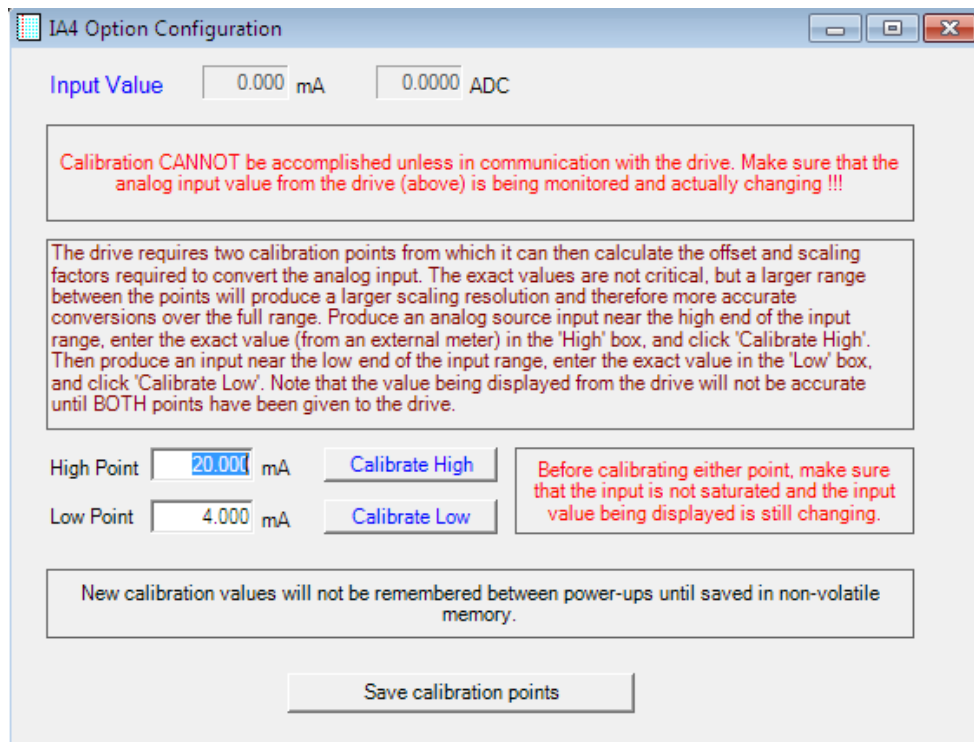 IA4 Option Configuration
Input Value 0.000 mA 0.0000 ADC
Calibration CANNOT be accomplished unless in communication with the drive. Make sure that the
analog input value from the drive (above) is being monitored and actually changing !!!
The drive requires two calibration points from which it can then calculate the offset and scaling
factors required to convert the analog input. The exact values are not critical, but a larger range
between the points will produce a larger scaling resolution and therefore more accurate
conversions over the full range. Produce an analog source input near the high end of the input
range, enter the exact value (from an external meter) in the 'High' box, and click 'Calibrate High'.
Then produce an input near the low end of the input range, enter the exact value in the 'Low' box,
and click 'Calibrate Low'. Note that the value being displayed from the drive will not be accurate
until BOTH points have been given to the drive.
High Point 20.000 mA Calibrate High
Low Point 4.000 mA Calibrate Low
Before calibrating either point, make sure
that the input is not saturated and the input
value being displayed is still changing.
New calibration values will not be remembered between power-ups until saved in non-volatile
memory.
Save calibration points